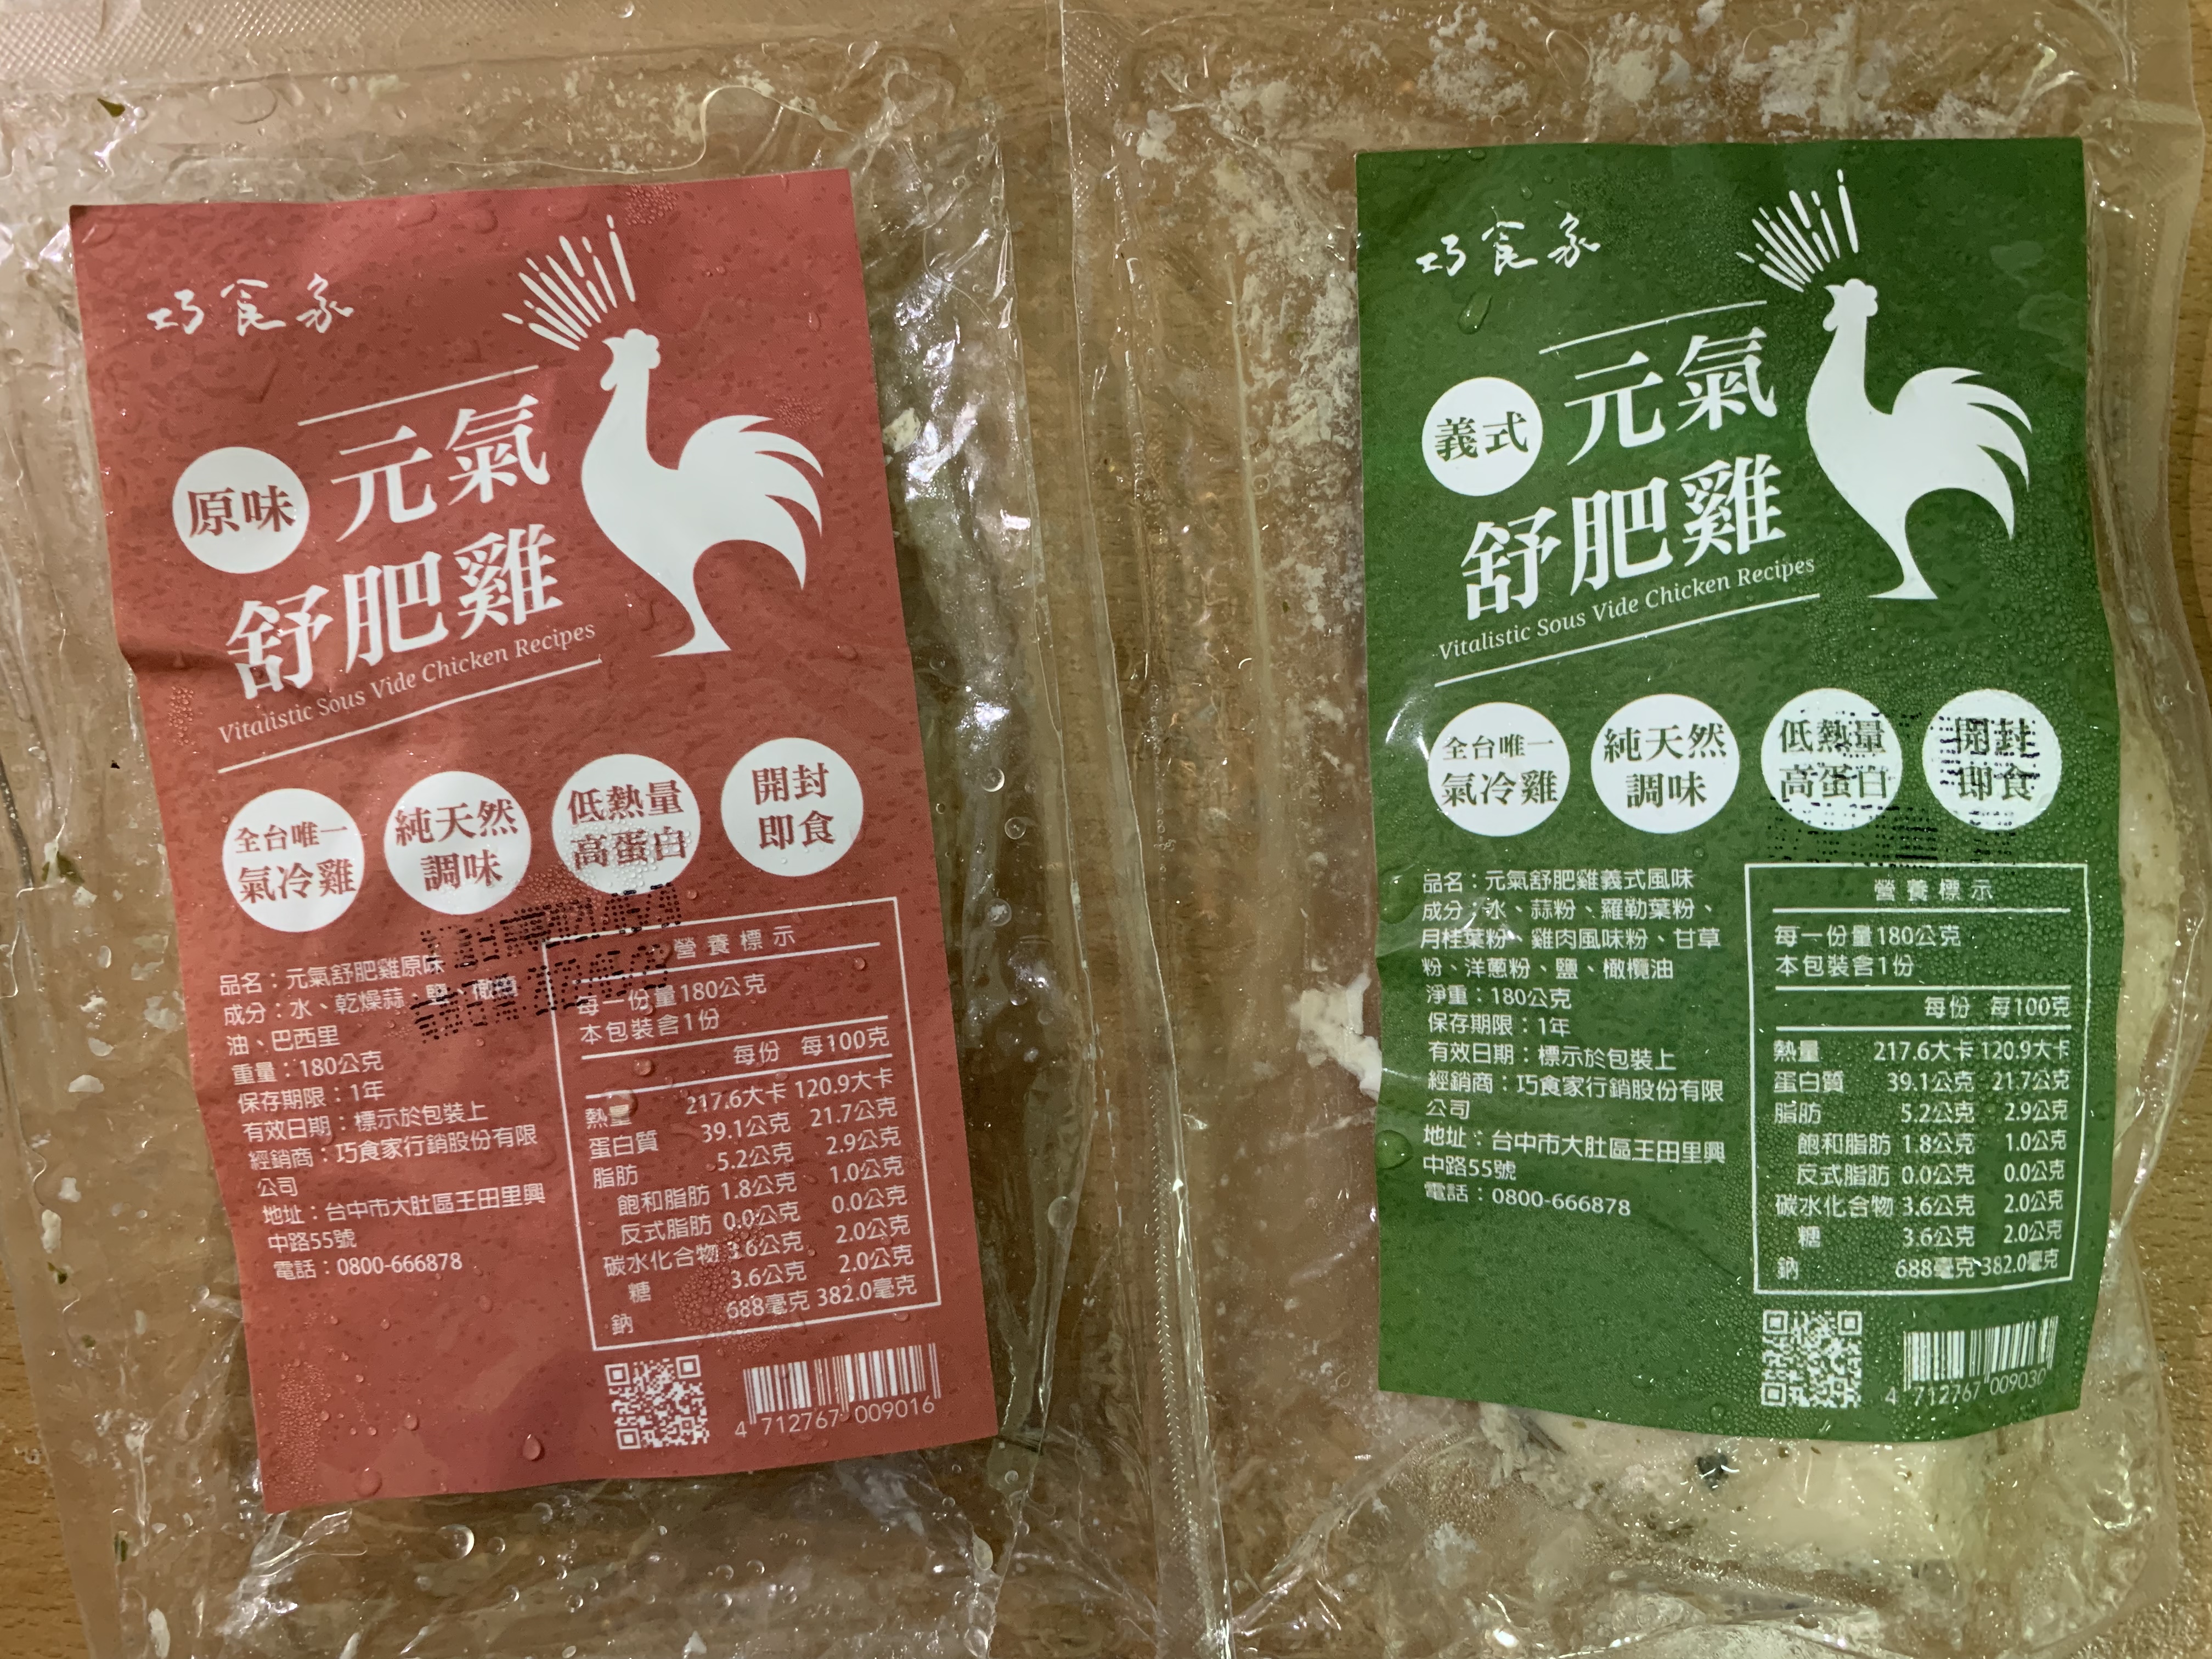 巧食家
原味
元氣
舒肥雞
Vitalistic Sous Vide Chicken Recipes
全台唯一
氣冷雞
純天然
調味
低熱量
高蛋白
開封
即食
品名：元氣舒肥雞原味
成分：水、乾燥蒜、鹽、橄欖
油、巴西里
重量：180公克
保存期限：1年
有效日期：標示於包裝上
經銷商：巧食家行銷股份有限
公司
地址：台中市大肚區王田里興
中路55號
電話：0800-666878
營養標示
每一份量180公克
本包裝含1份
每份 每100克
熱量 217.6大卡 120.9大卡
蛋白質 39.1公克 21.7公克
脂肪 5.2公克 2.9公克
飽和脂肪 1.8公克 1.0公克
反式脂肪 0.0公克 0.0公克
碳水化合物 3.6公克 2.0公克
糖 3.6公克 2.0公克
鈉 688毫克 382.0毫克
4 712767 009016
巧食家
義式
元氣
舒肥雞
Vitalistic Sous Vide Chicken Recipes
全台唯一
氣冷雞
純天然
調味
低熱量
高蛋白
開封
即食
品名：元氣舒肥雞義式風味
成分：水、蒜粉、羅勒葉粉、
月桂葉粉、雞肉風味粉、甘草
粉、洋蔥粉、鹽、橄欖油
淨重：180公克
保存期限：1年
有效日期：標示於包裝上
經銷商：巧食家行銷股份有限
公司
地址：台中市大肚區王田里興
中路55號
電話：0800-666878
營養標示
每一份量180公克
本包裝含1份
每份 每100克
熱量 217.6大卡 120.9大卡
蛋白質 39.1公克 21.7公克
脂肪 5.2公克 2.9公克
飽和脂肪 1.8公克 1.0公克
反式脂肪 0.0公克 0.0公克
碳水化合物 3.6公克 2.0公克
糖 3.6公克 2.0公克
鈉 688毫克 382.0毫克
4 712767 009030